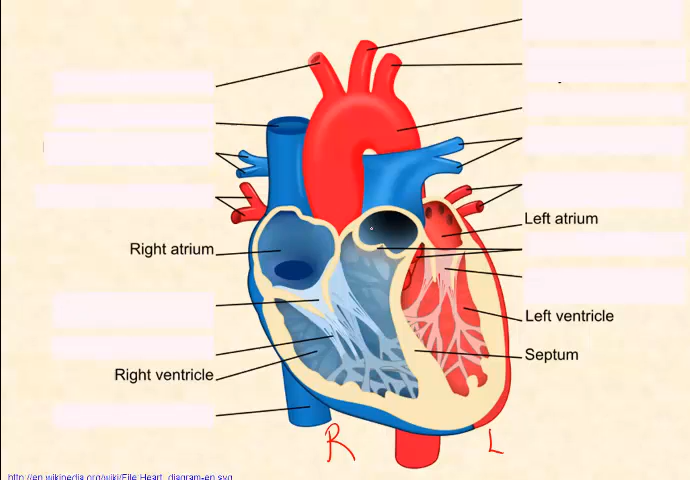 Left atrium
Right atrium
Left ventricle
Septum
Right ventricle
R
L
http://en.wikipedia.org/wiki/File:Heart_diagram-en.svg